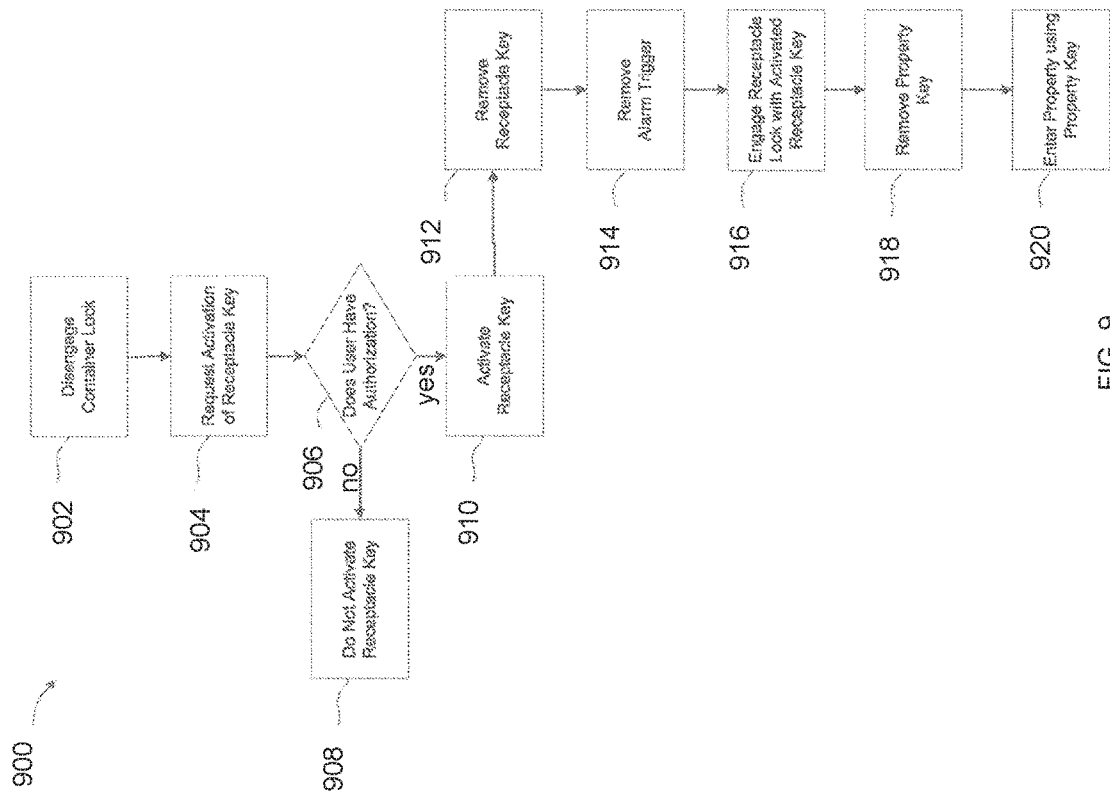 900
902
Disengage
Container Lock
904
Request Activation
of Receptacle Key
906
Does User Have
Authorization?
no
yes
908
Do Not Activate
Receptacle Key
910
Activate
Receptacle Key
912
Remove
Receptacle Key
914
Remove
Alarm Trigger
916
Engage Receptacle
Lock with Activated
Receptacle Key
918
Remove Property
Key
920
Enter Property using
Property Key
FIG. 9